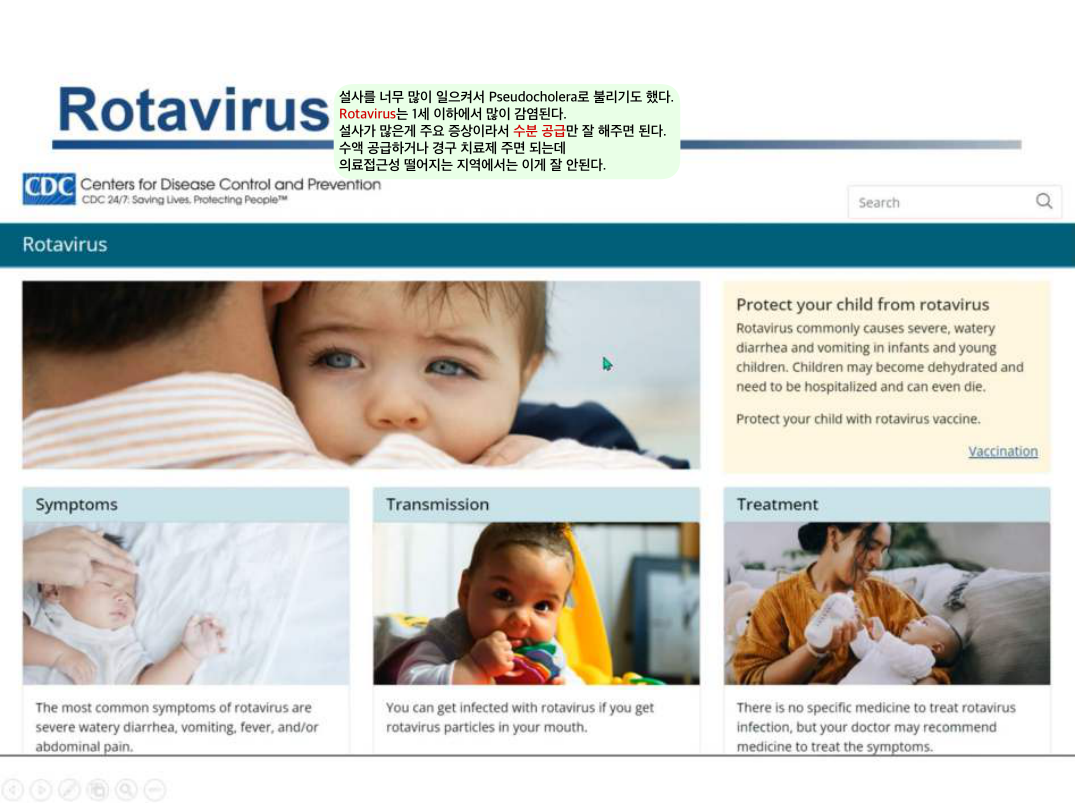 Rotavirus
설사를 너무 많이 일으켜서 Pseudocholera로 불리기도 했다.
Rotavirus는 1세 이하에서 많이 감염된다.
설사가 많은게 주요 증상이라서 수분 공급만 잘 해주면 된다.
수액 공급하거나 경구 치료제 주면 되는데
의료접근성 떨어지는 지역에서는 이게 잘 안된다.
CDC
Centers for Disease Control and Prevention
CDC 24/7: Saving Lives, Protecting People™
Search
Rotavirus
Protect your child from rotavirus
Rotavirus commonly causes severe, watery
diarrhea and vomiting in infants and young
children. Children may become dehydrated and
need to be hospitalized and can even die.
Protect your child with rotavirus vaccine.
Vaccination
Symptoms
The most common symptoms of rotavirus are
severe watery diarrhea, vomiting, fever, and/or
abdominal pain.
Transmission
You can get infected with rotavirus if you get
rotavirus particles in your mouth.
Treatment
There is no specific medicine to treat rotavirus
infection, but your doctor may recommend
medicine to treat the symptoms.